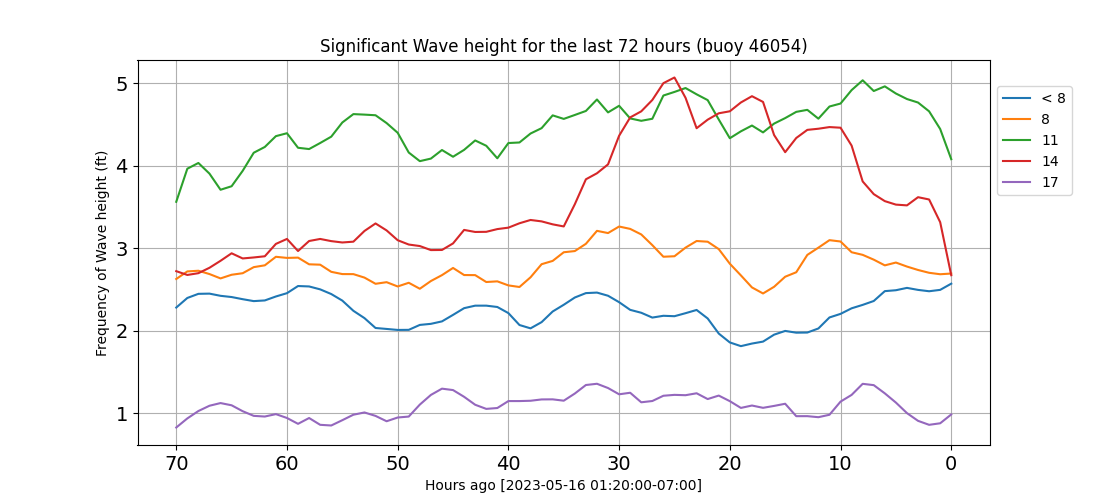 Significant Wave height for the last 72 hours (buoy 46054)
Frequency of Wave height (ft)
5
4
3
2
1
70 60 50 40 30 20 10 0
Hours ago [2023-05-16 01:20:00-07:00]
< 8
8
11
14
17